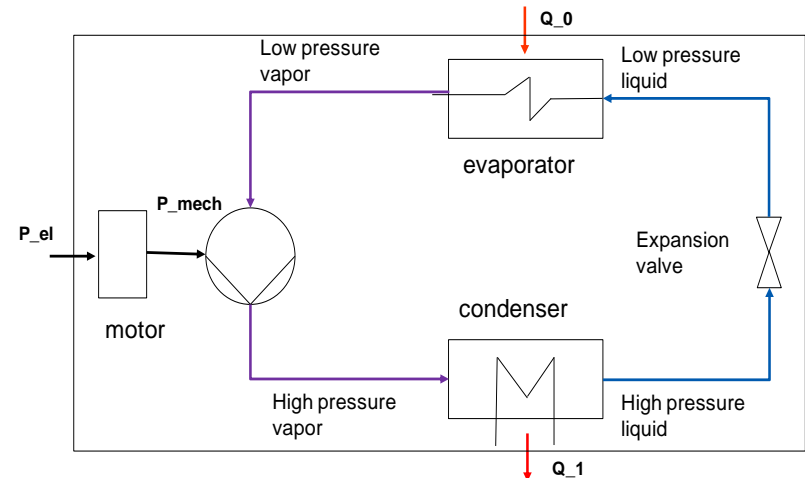 Q_0
Low pressure
vapor
Low pressure
liquid
evaporator
P_mech
P_el
Expansion
valve
motor
condenser
High pressure
vapor
High pressure
liquid
Q_1